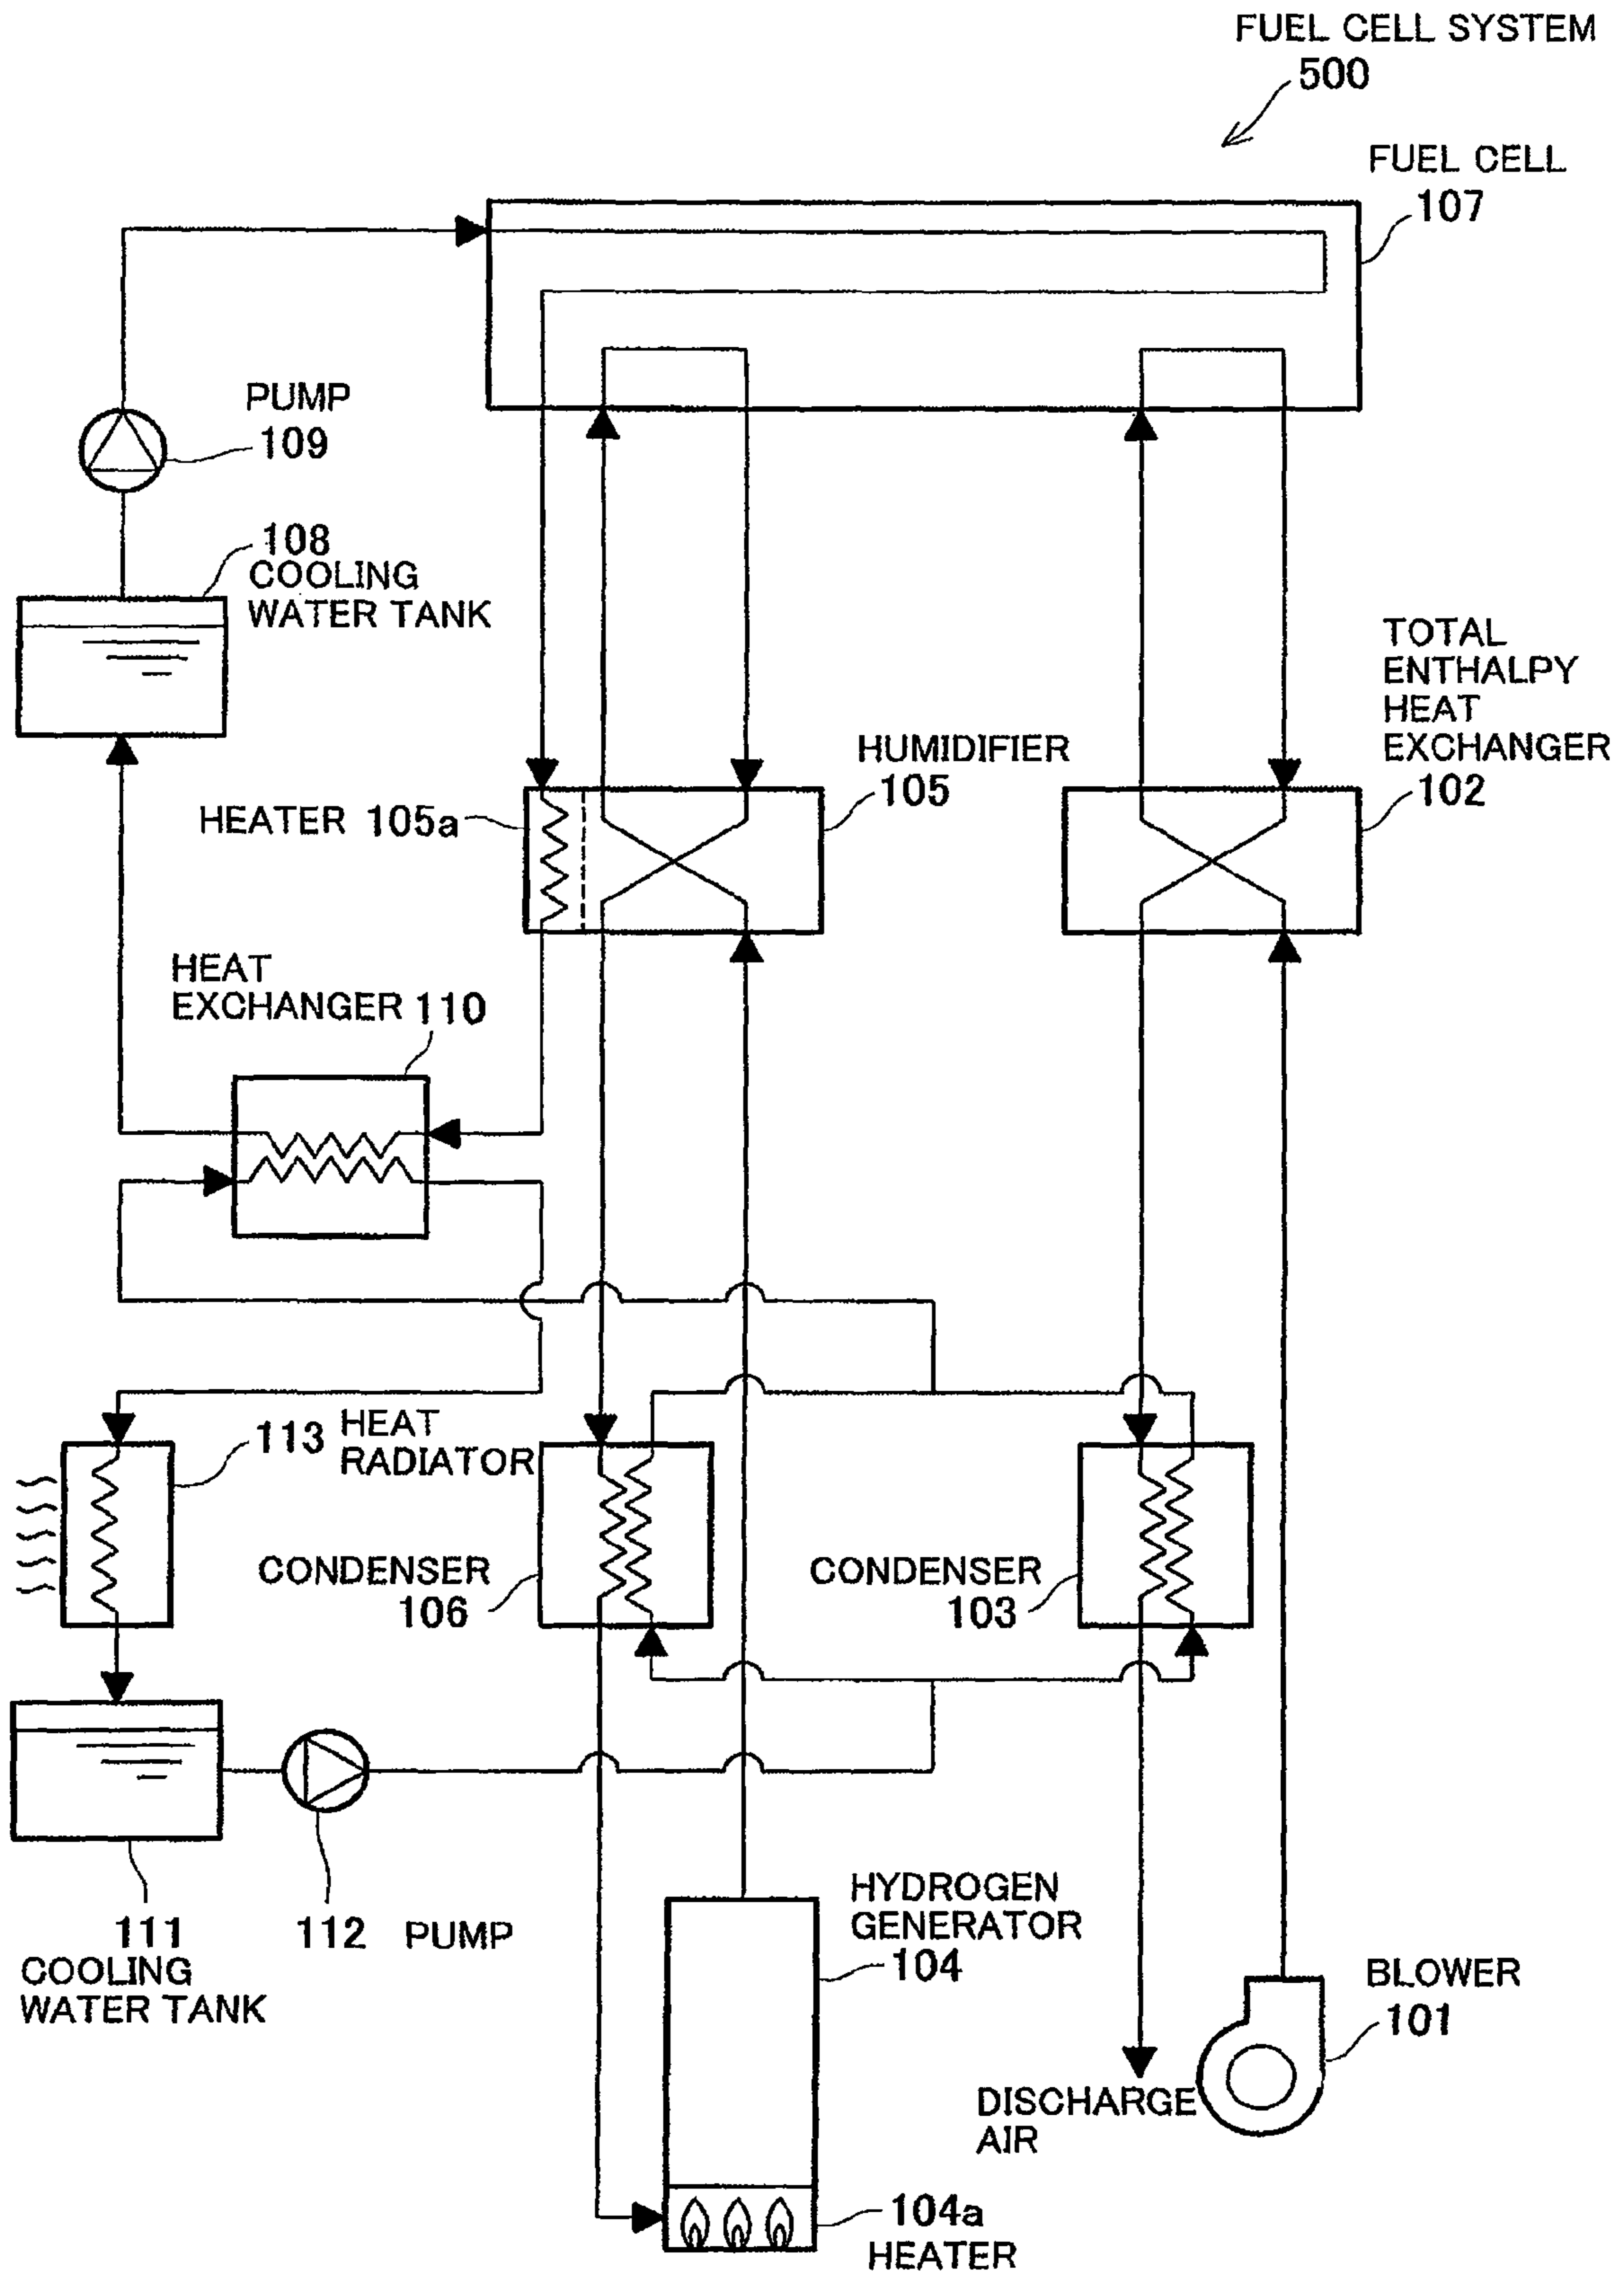 FUEL CELL SYSTEM
500
FUEL CELL
107
PUMP
109
108
COOLING
WATER TANK
TOTAL
ENTHALPY
HEAT
EXCHANGER
102
HUMIDIFIER
105
HEATER 105a
HEAT
EXCHANGER 110
113 HEAT
RADIATOR
CONDENSER
106
CONDENSER
103
111
COOLING
WATER TANK
112 PUMP
HYDROGEN
GENERATOR
104
BLOWER
101
DISCHARGE
AIR
104a
HEATER